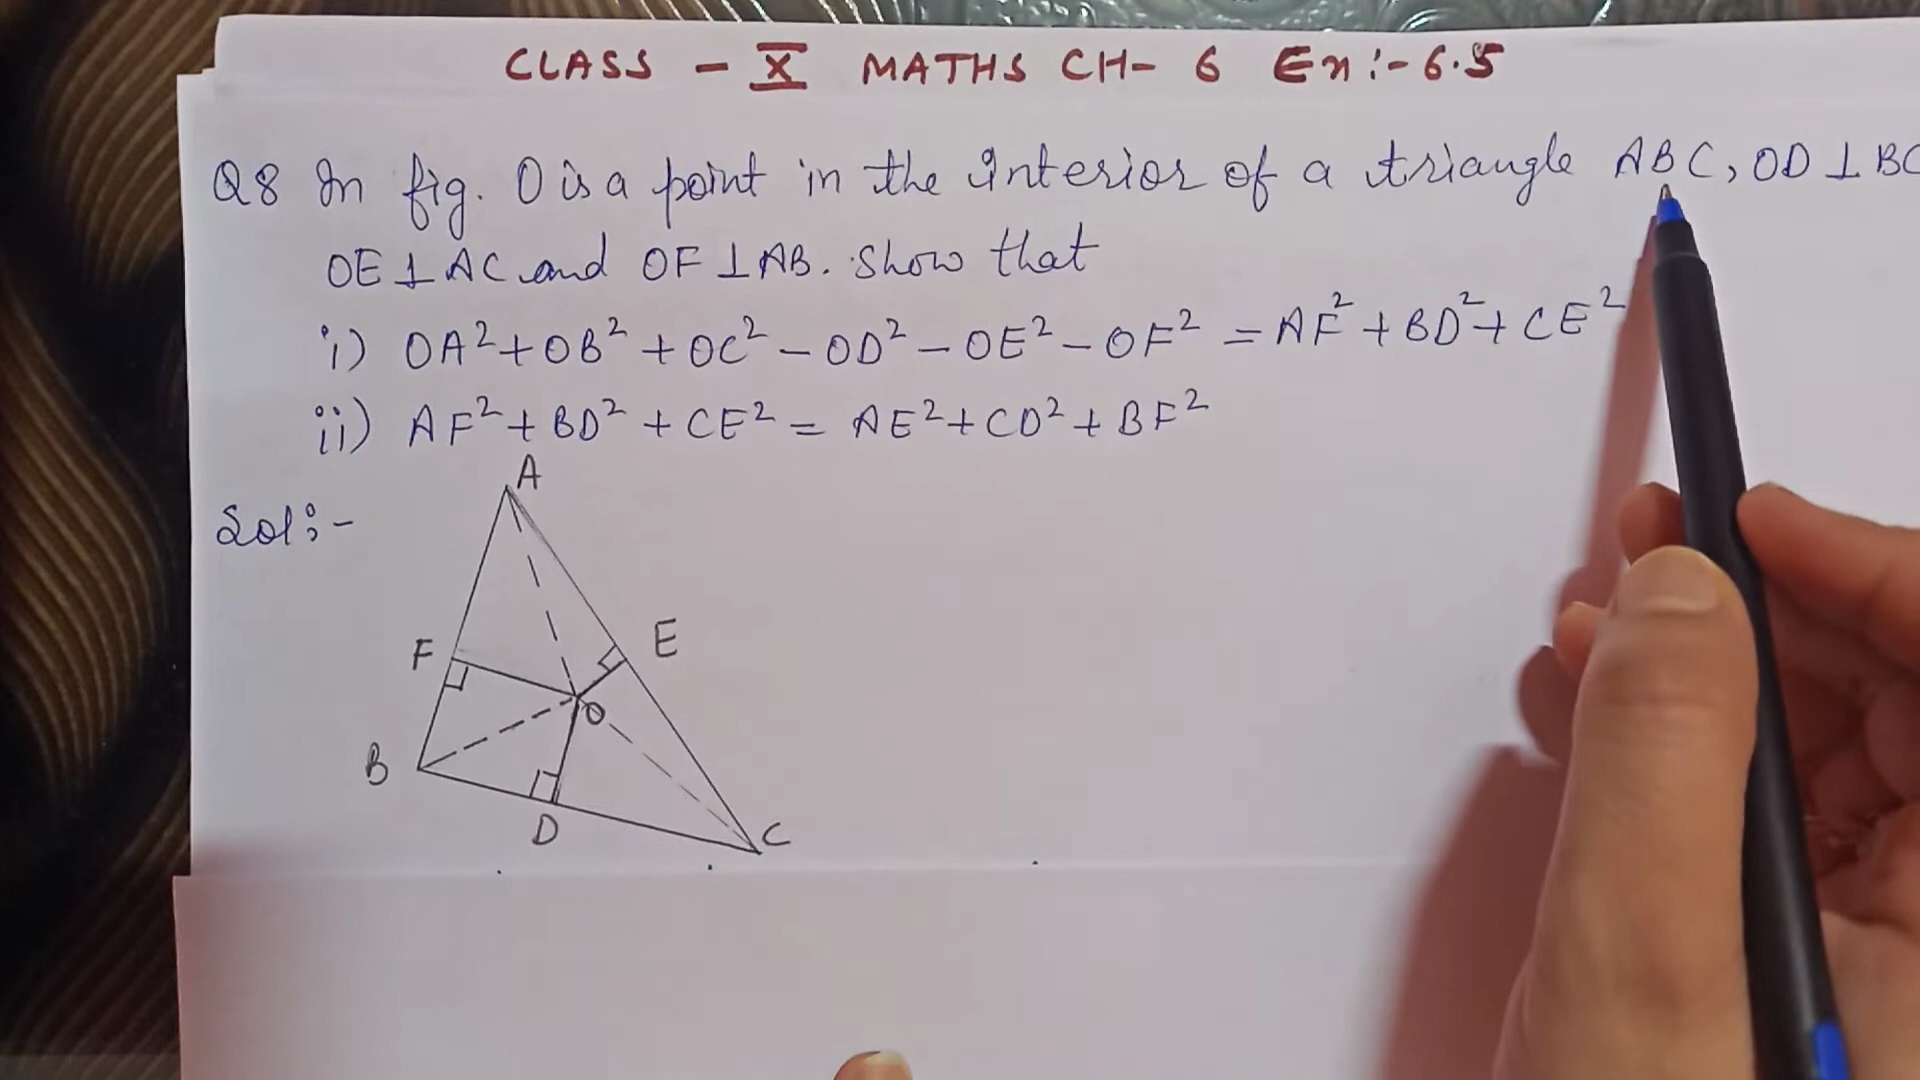 CLASS - X MATHS CH- 6 Ex:- 6.5
Q8 In fig. O is a point in the interior of a triangle ABC, OD ⊥ BC
OE ⊥ AC and OF ⊥ AB. Show that
i) OA² + OB² + OC² - OD² - OE² - OF² = AF² + BD² + CE²
ii) AF² + BD² + CE² = AE² + CD² + BF²
Sol:-
A
F
E
O
B
D
C